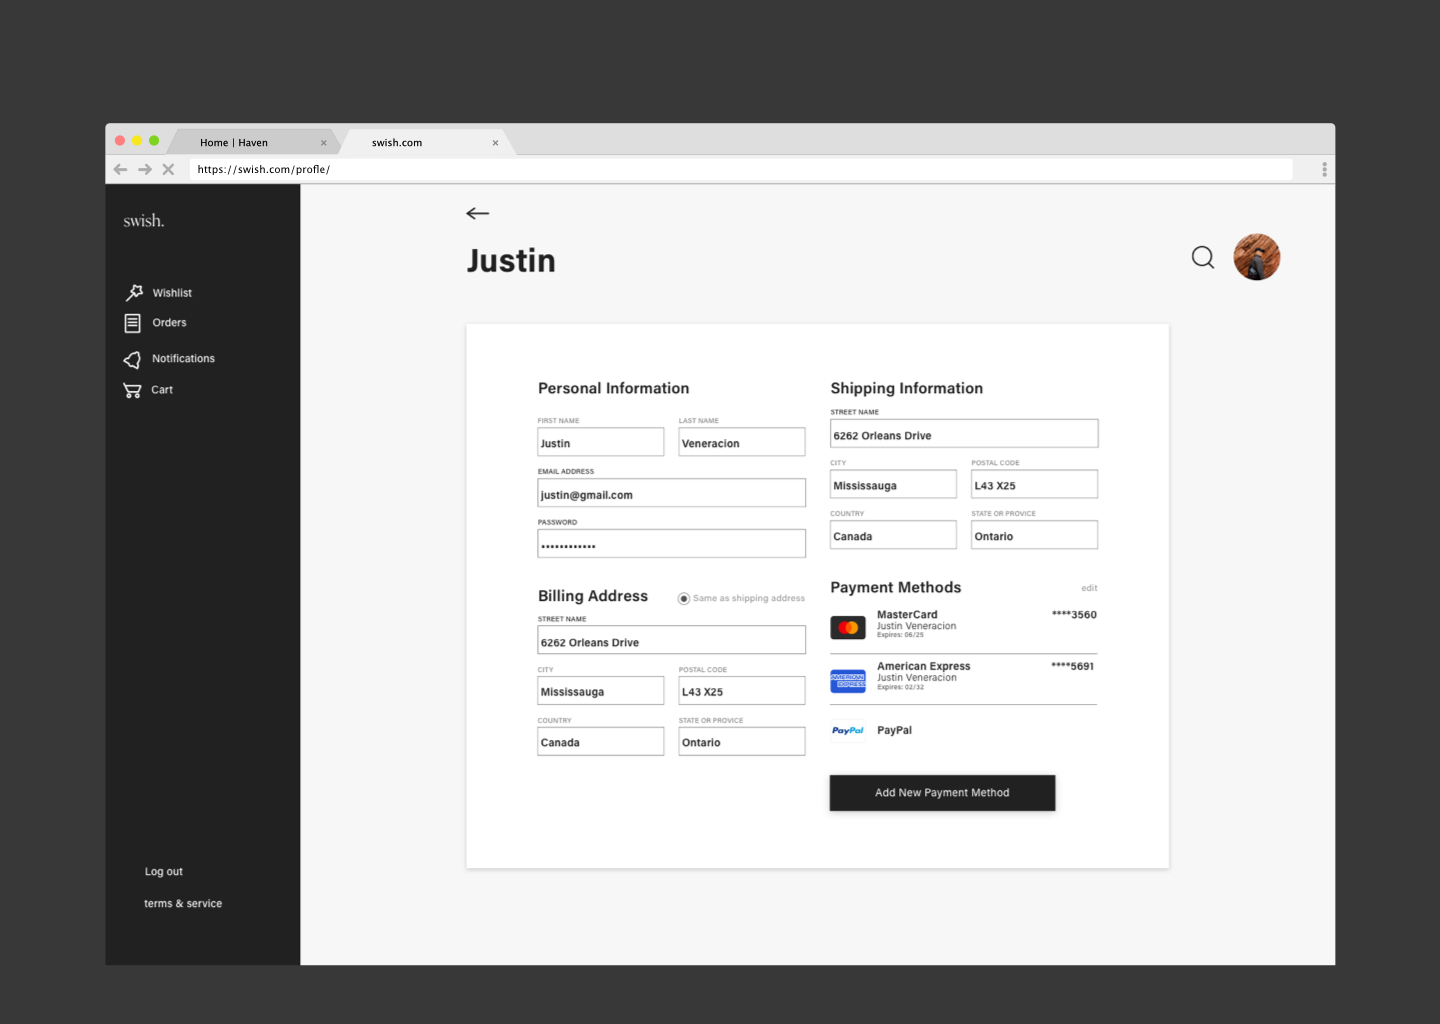 Home | Haven
swish.com
https://swish.com/profle/
swish.
Wishlist
Orders
Notifications
Cart
Log out
terms & service
Justin
Personal Information
FIRST NAME
LAST NAME
Justin
Veneracion
EMAIL ADDRESS
justin@gmail.com
PASSWORD
••••••••••••
Billing Address
Same as shipping address
STREET NAME
6262 Orleans Drive
CITY
POSTAL CODE
Mississauga
L43 X25
COUNTRY
STATE OR PROVICE
Canada
Ontario
Shipping Information
STREET NAME
6262 Orleans Drive
CITY
POSTAL CODE
Mississauga
L43 X25
COUNTRY
STATE OR PROVICE
Canada
Ontario
Payment Methods
edit
MasterCard
****3560
Justin Veneracion
Expires: 06/25
AMERICAN
EXPRESS
American Express
****5691
Justin Veneracion
Expires: 02/32
PayPal
PayPal
Add New Payment Method